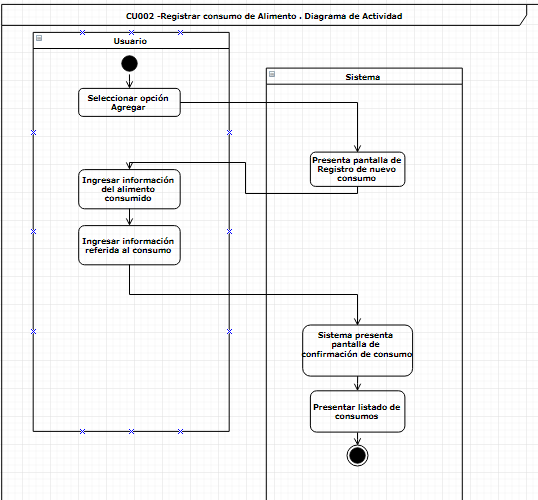 CU002 -Registrar consumo de Alimento . Diagrama de Actividad
Usuario
Sistema
Seleccionar opción
Agregar
Presenta pantalla de
Registro de nuevo
consumo
Ingresar información
del alimento
consumido
Ingresar información
referida al consumo
Sistema presenta
pantalla de
confirmación de consumo
Presentar listado de
consumos